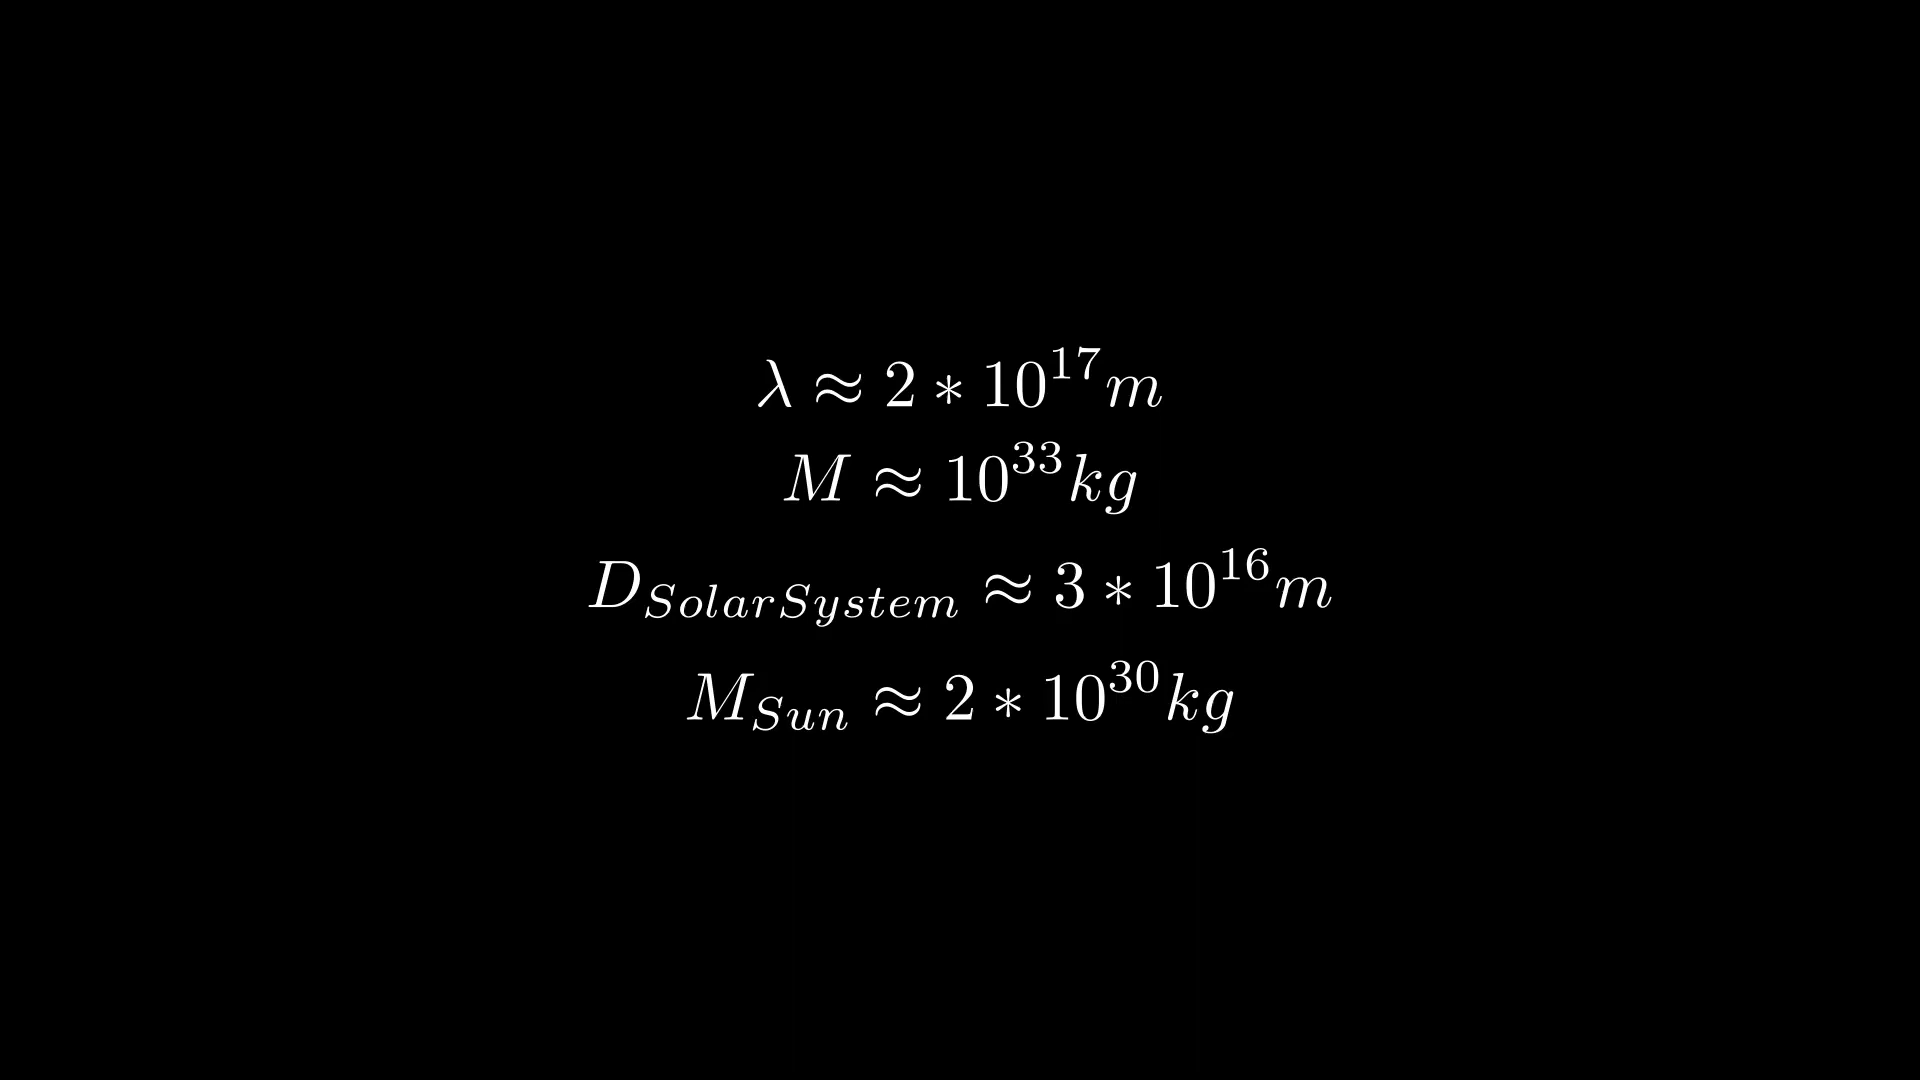 λ ≈ 2 * 10^17 m
M ≈ 10^33 kg
D_SolarSystem ≈ 3 * 10^16 m
M_Sun ≈ 2 * 10^30 kg